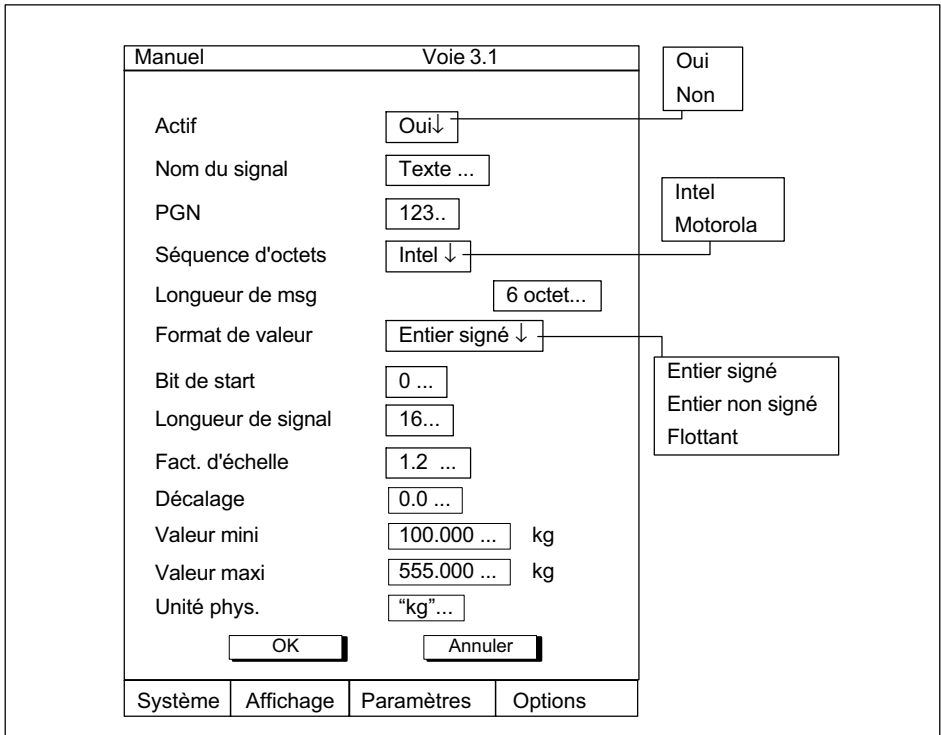 Manuel Voie 3.1
Oui
Non
Actif Oui↓
Nom du signal Texte ...
PGN 123..
Intel
Motorola
Séquence d'octets Intel ↓
Longueur de msg 6 octet...
Format de valeur Entier signé ↓
Entier signé
Entier non signé
Flottant
Bit de start 0 ...
Longueur de signal 16...
Fact. d'échelle 1.2 ...
Décalage 0.0 ...
Valeur mini 100.000 ... kg
Valeur maxi 555.000 ... kg
Unité phys. “kg”...
OK Annuler
Système Affichage Paramètres Options